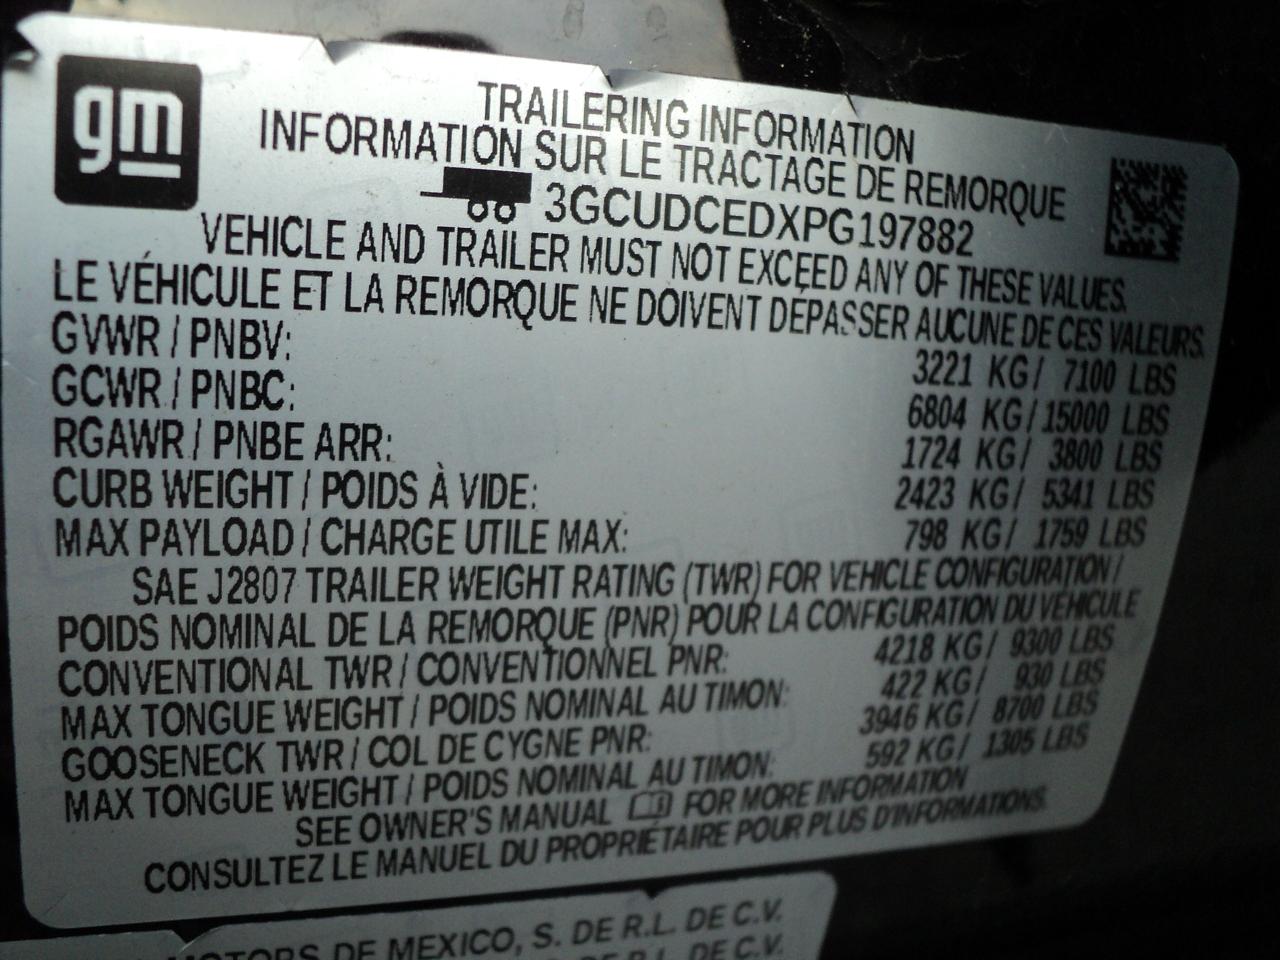 gm
TRAILERING INFORMATION
INFORMATION SUR LE TRACTAGE DE REMORQUE
3GCUDCEDXPG197882
VEHICLE AND TRAILER MUST NOT EXCEED ANY OF THESE VALUES.
LE VÉHICULE ET LA REMORQUE NE DOIVENT DÉPASSER AUCUNE DE CES VALEURS.
GVWR / PNBV: 3221 KG/ 7100 LBS
GCWR / PNBC: 6804 KG/ 15000 LBS
RGAWR / PNBE ARR: 1724 KG/ 3800 LBS
CURB WEIGHT / POIDS À VIDE: 2423 KG/ 5341 LBS
MAX PAYLOAD / CHARGE UTILE MAX: 798 KG/ 1759 LBS
SAE J2807 TRAILER WEIGHT RATING (TWR) FOR VEHICLE CONFIGURATION /
POIDS NOMINAL DE LA REMORQUE (PNR) POUR LA CONFIGURATION DU VÉHICULE
CONVENTIONAL TWR / CONVENTIONNEL PNR: 4218 KG/ 9300 LBS
MAX TONGUE WEIGHT / POIDS NOMINAL AU TIMON: 422 KG/ 930 LBS
GOOSENECK TWR / COL DE CYGNE PNR: 3946 KG/ 8700 LBS
MAX TONGUE WEIGHT / POIDS NOMINAL AU TIMON: 592 KG/ 1305 LBS
SEE OWNER'S MANUAL FOR MORE INFORMATION
CONSULTEZ LE MANUEL DU PROPRIÉTAIRE POUR PLUS D'INFORMATIONS.
MOTORS DE MEXICO, S. DE R.L. DE C.V.
DE R.L. DE C.V.